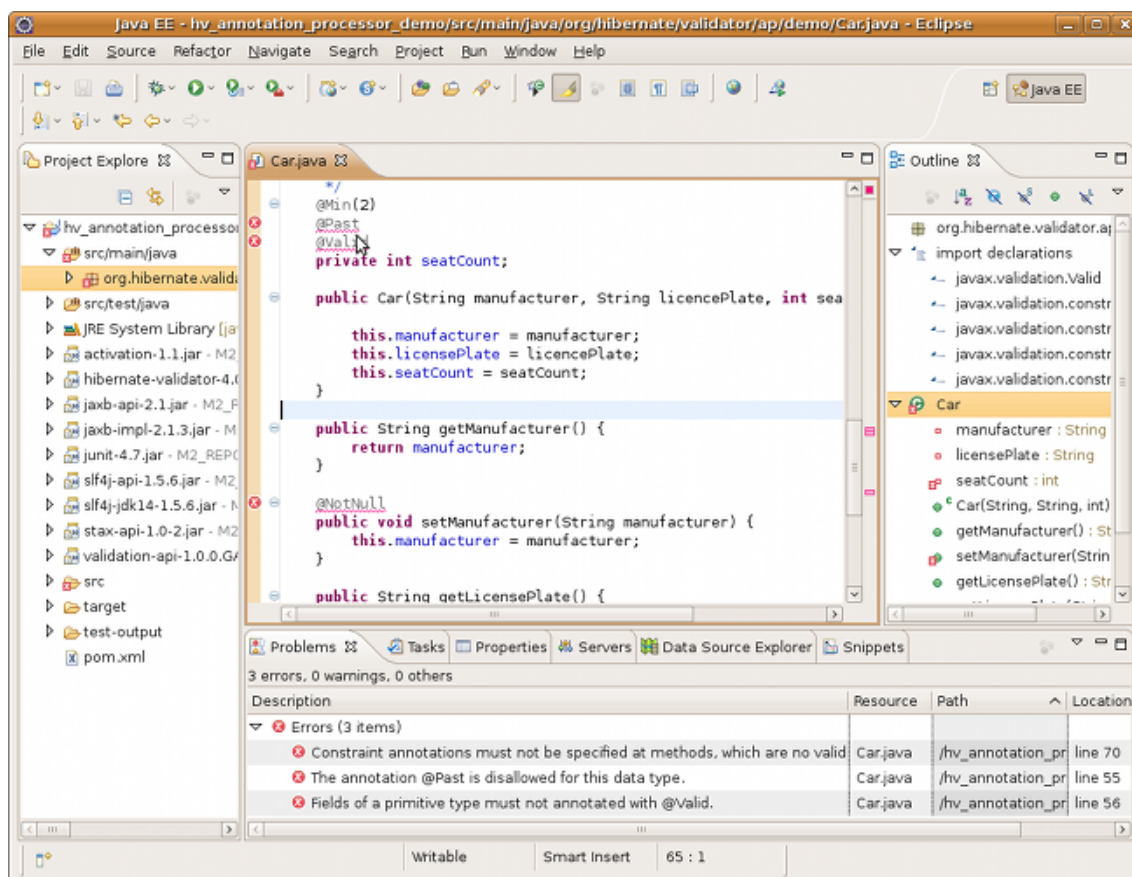 Java EE - hv_annotation_processor_demo/src/main/java/org/hibernate/validator/ap/demo/Car.java - Eclipse
File Edit Source Refactor Navigate Search Project Run Window Help
Java EE
Project Explore
hv_annotation_processo
src/main/java
org.hibernate.valid
src/test/java
JRE System Library [ja
activation-1.1.jar - M2_
hibernate-validator-4.
jaxb-api-2.1.jar - M2_
jaxb-impl-2.1.3.jar - M
junit-4.7.jar - M2_REPO
slf4j-api-1.5.6.jar - M2
slf4j-jdk14-1.5.6.jar -
stax-api-1.0-2.jar - M2
validation-api-1.0.0.GA
src
target
test-output
pom.xml
Car.java
*/
@Min(2)
@Past
@Valid
private int seatCount;
public Car(String manufacturer, String licencePlate, int sea
this.manufacturer = manufacturer;
this.licensePlate = licencePlate;
this.seatCount = seatCount;
}
public String getManufacturer() {
return manufacturer;
}
@NotNull
public void setManufacturer(String manufacturer) {
this.manufacturer = manufacturer;
}
public String getLicensePlate() {
Outline
org.hibernate.validator.ap
import declarations
javax.validation.Valid
javax.validation.constr
javax.validation.constr
javax.validation.constr
javax.validation.constr
Car
manufacturer : String
licensePlate : String
seatCount : int
Car(String, String, int)
getManufacturer() : St
setManufacturer(Strin
getLicensePlate() : Str
Problems Tasks Properties Servers Data Source Explorer Snippets
3 errors, 0 warnings, 0 others
Description Resource Path Location
Errors (3 items)
Constraint annotations must not be specified at methods, which are no valid Car.java /hv_annotation_pr line 70
The annotation @Past is disallowed for this data type. Car.java /hv_annotation_pr line 55
Fields of a primitive type must not annotated with @Valid. Car.java /hv_annotation_pr line 56
Writable Smart Insert 65 : 1